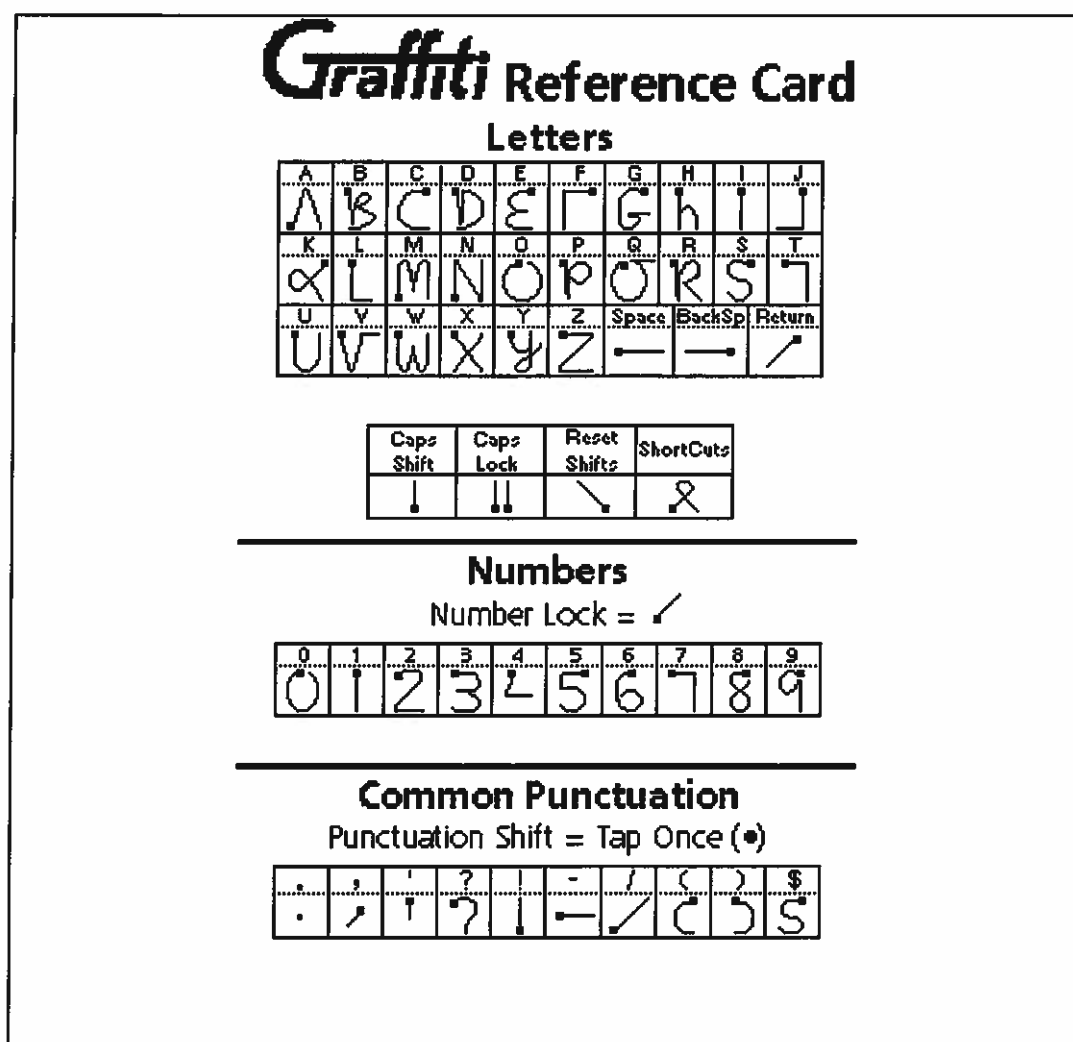 Graffiti Reference Card
Letters
A B C D E F G H I J
K L M N O P Q R S T
U V W X Y Z Space BackSp Return
Caps Shift Caps Lock Reset Shifts ShortCuts
Numbers
Number Lock =
0 1 2 3 4 5 6 7 8 9
Common Punctuation
Punctuation Shift = Tap Once (•)
. , ' ? ! - / ( ) $